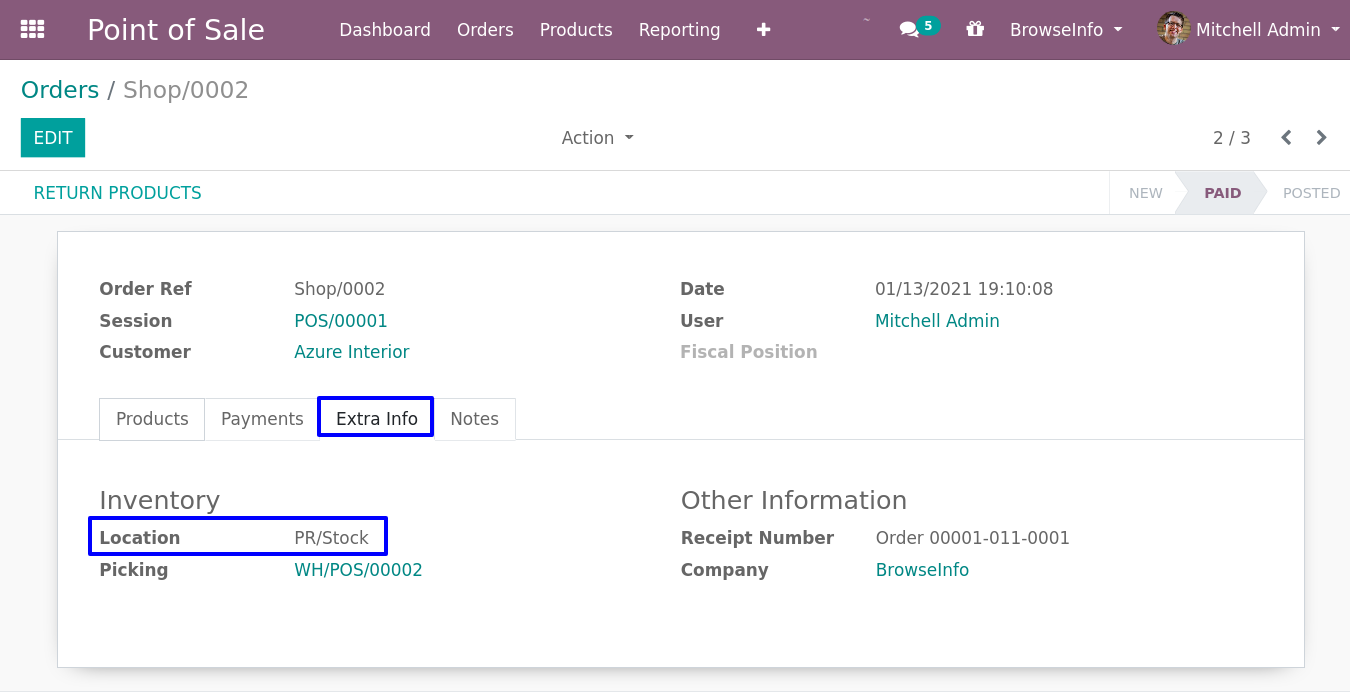 Point of Sale Dashboard Orders Products Reporting 5 BrowseInfo Mitchell Admin
Orders / Shop/0002
EDIT Action 2 / 3
RETURN PRODUCTS NEW PAID POSTED
Order Ref Shop/0002 Date 01/13/2021 19:10:08
Session POS/00001 User Mitchell Admin
Customer Azure Interior Fiscal Position
Products Payments Extra Info Notes
Inventory Other Information
Location PR/Stock Receipt Number Order 00001-011-0001
Picking WH/POS/00002 Company BrowseInfo